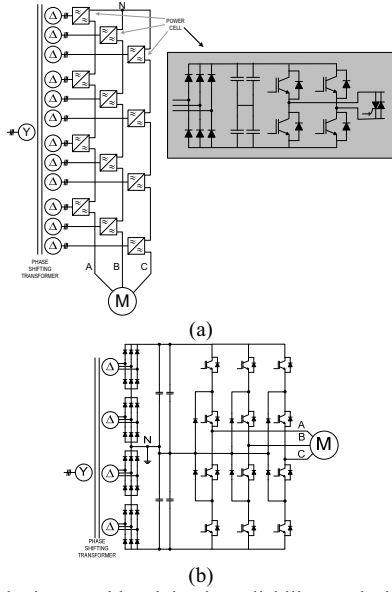 N
POWER
CELL
Δ
Δ
Δ
Δ
Δ
Δ
Δ
Δ
Y
Δ
Δ
Δ
Δ
PHASE
SHIFTING
TRANSFORMER
A B C
M
(a)
Δ
Δ
N
A
B
C
M
Y
Δ
Δ
PHASE
SHIFTING
TRANSFORMER
(b)